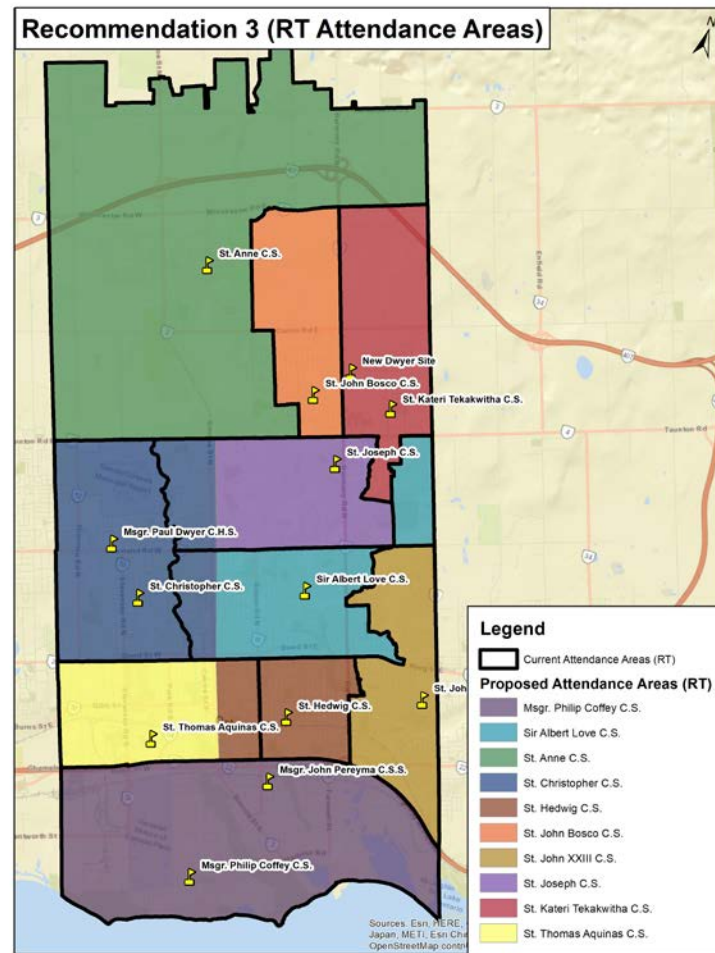 Recommendation 3 (RT Attendance Areas)
N
St. Anne C.S.
New Dwyer Site
St. John Bosco C.S.
St. Kateri Tekakwitha C.S.
St. Joseph C.S.
Msgr. Paul Dwyer C.H.S.
St. Christopher C.S.
Sir Albert Love C.S.
St. Joh
St. Hedwig C.S.
St. Thomas Aquinas C.S.
Msgr. John Pereyma C.S.S.
Msgr. Philip Coffey C.S.
Legend
Current Attendance Areas (RT)
Proposed Attendance Areas (RT)
Msgr. Philip Coffey C.S.
Sir Albert Love C.S.
St. Anne C.S.
St. Christopher C.S.
St. Hedwig C.S.
St. John Bosco C.S.
St. John XXIII C.S.
St. Joseph C.S.
St. Kateri Tekakwitha C.S.
St. Thomas Aquinas C.S.
Sources: Esri, HERE,
Japan, METI, Esri Chi
OpenStreetMap contri